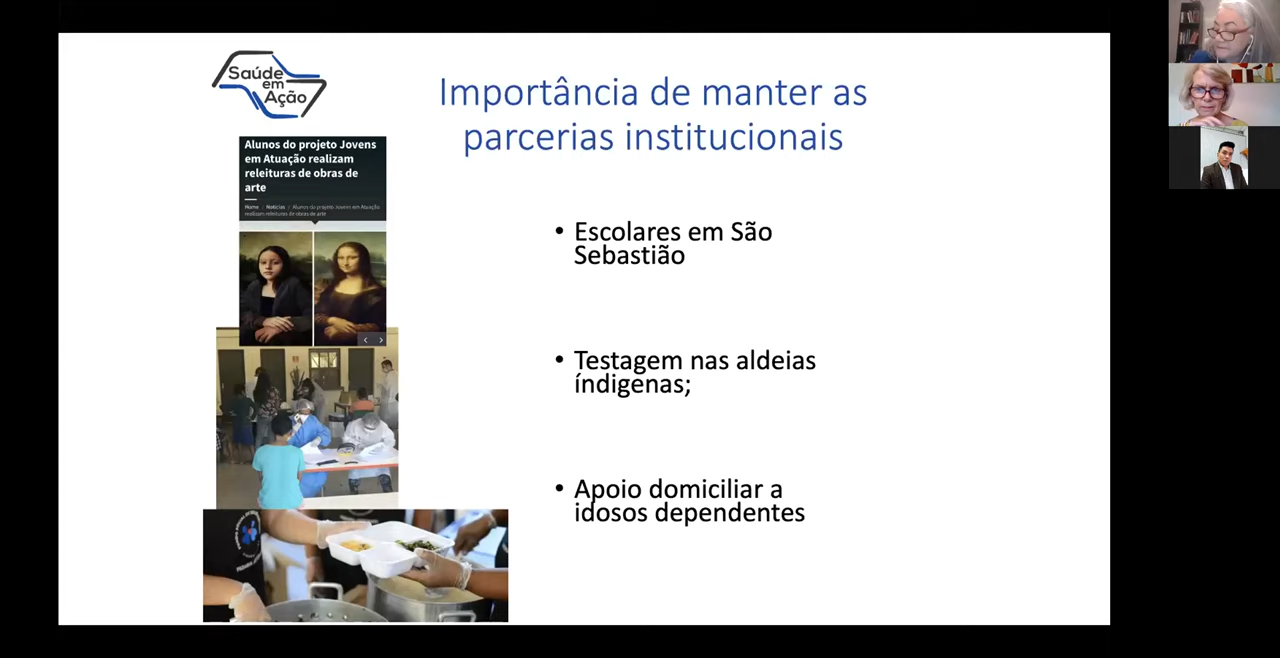 Saúde
em
Ação
Importância de manter as
parcerias institucionais
Alunos do projeto Jovens
em Atuação realizam
releituras de obras de
arte
Home Notícias Alunos do projeto Jovens em Atuação
realizam releituras de obras de arte
• Escolares em São
Sebastião
• Testagem nas aldeias
índigenas;
• Apoio domiciliar a
idosos dependentes